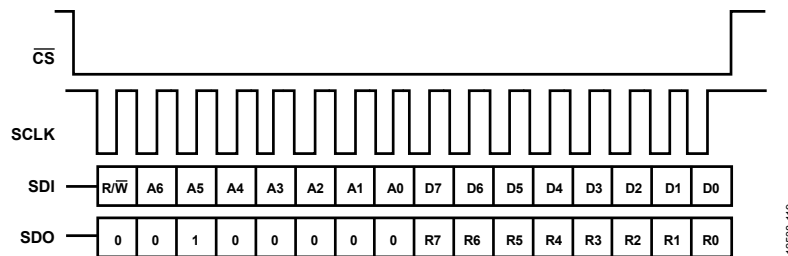 CS
SCLK
SDI R/W A6 A5 A4 A3 A2 A1 A0 D7 D6 D5 D4 D3 D2 D1 D0
SDO 0 0 1 0 0 0 0 0 R7 R6 R5 R4 R3 R2 R1 R0